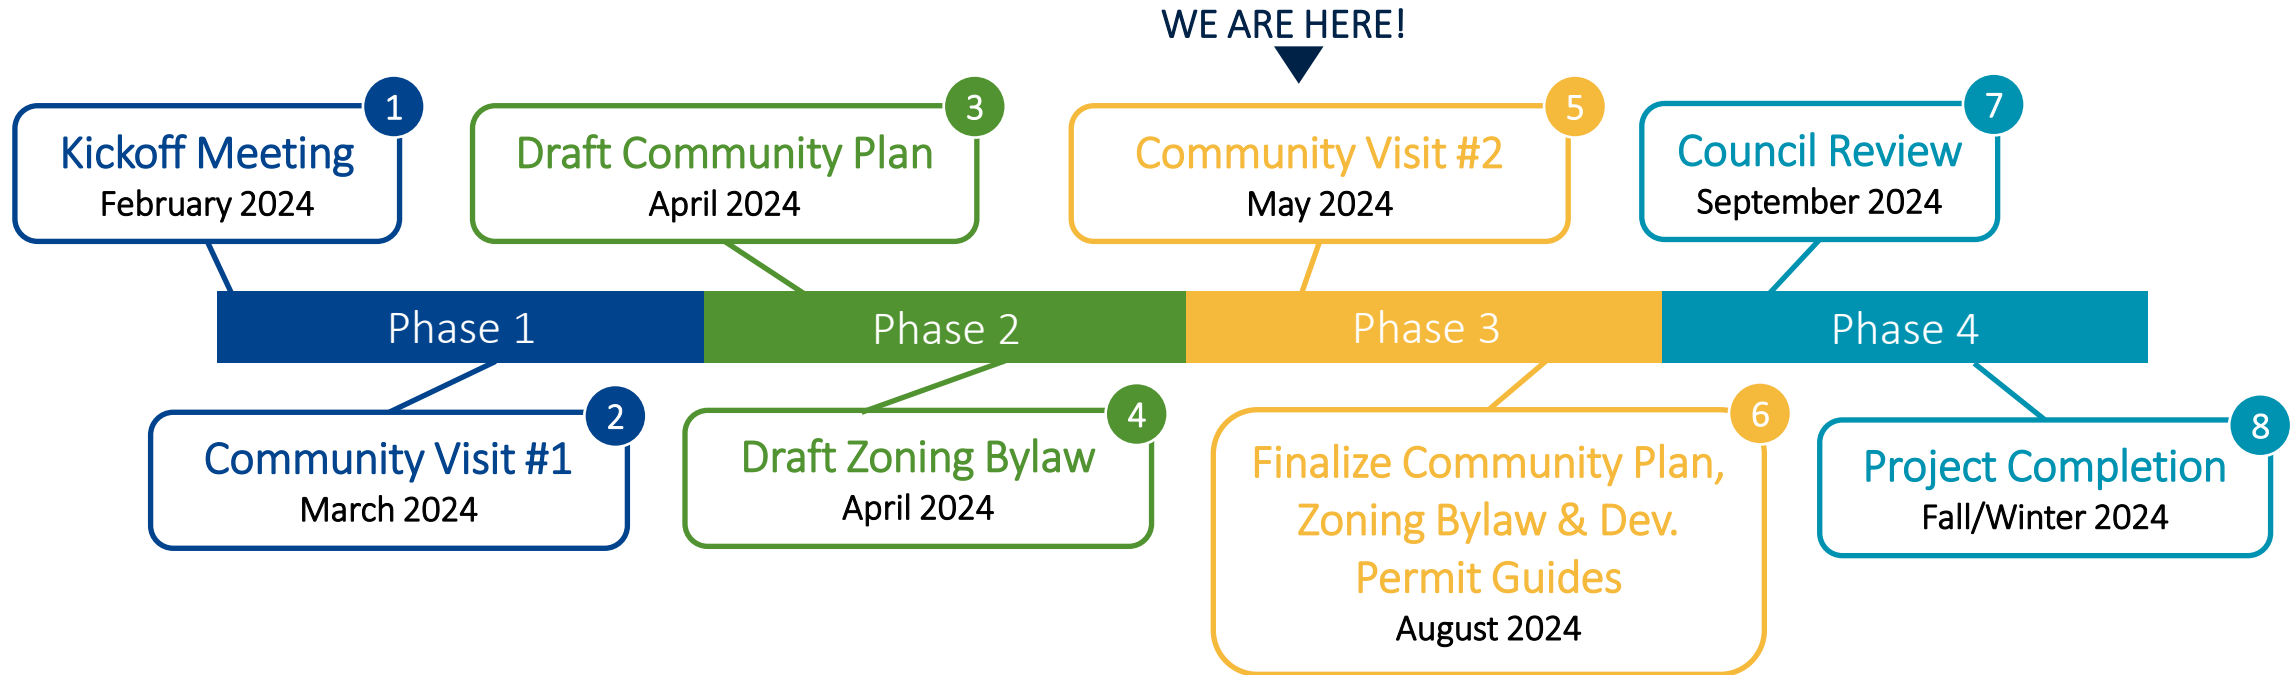 WE ARE HERE!
1
Kickoff Meeting
February 2024
3
Draft Community Plan
April 2024
5
Community Visit #2
May 2024
7
Council Review
September 2024
Phase 1
Phase 2
Phase 3
Phase 4
2
Community Visit #1
March 2024
4
Draft Zoning Bylaw
April 2024
6
Finalize Community Plan,
Zoning Bylaw & Dev.
Permit Guides
August 2024
8
Project Completion
Fall/Winter 2024